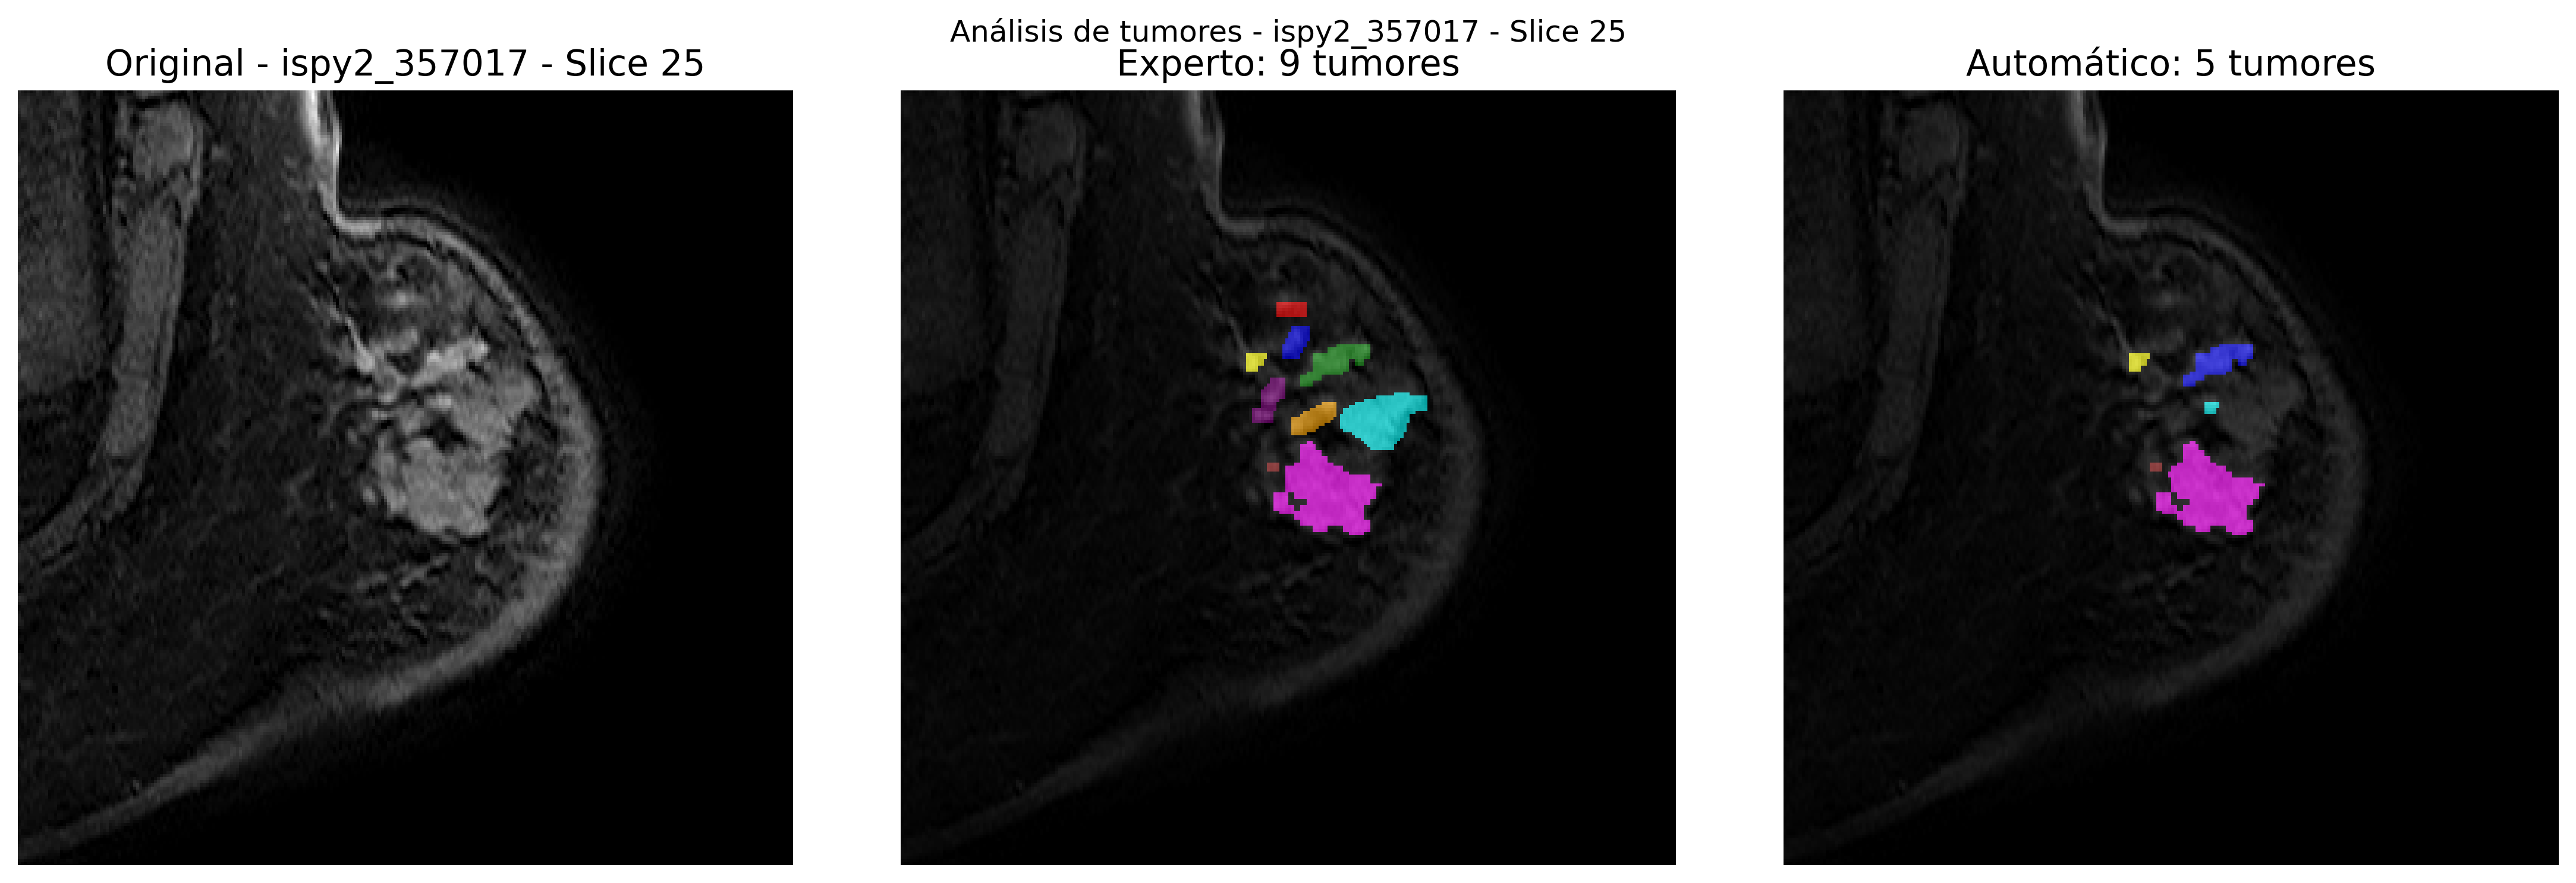 Análisis de tumores - ispy2_357017 - Slice 25
Original - ispy2_357017 - Slice 25
Experto: 9 tumores
Automático: 5 tumores